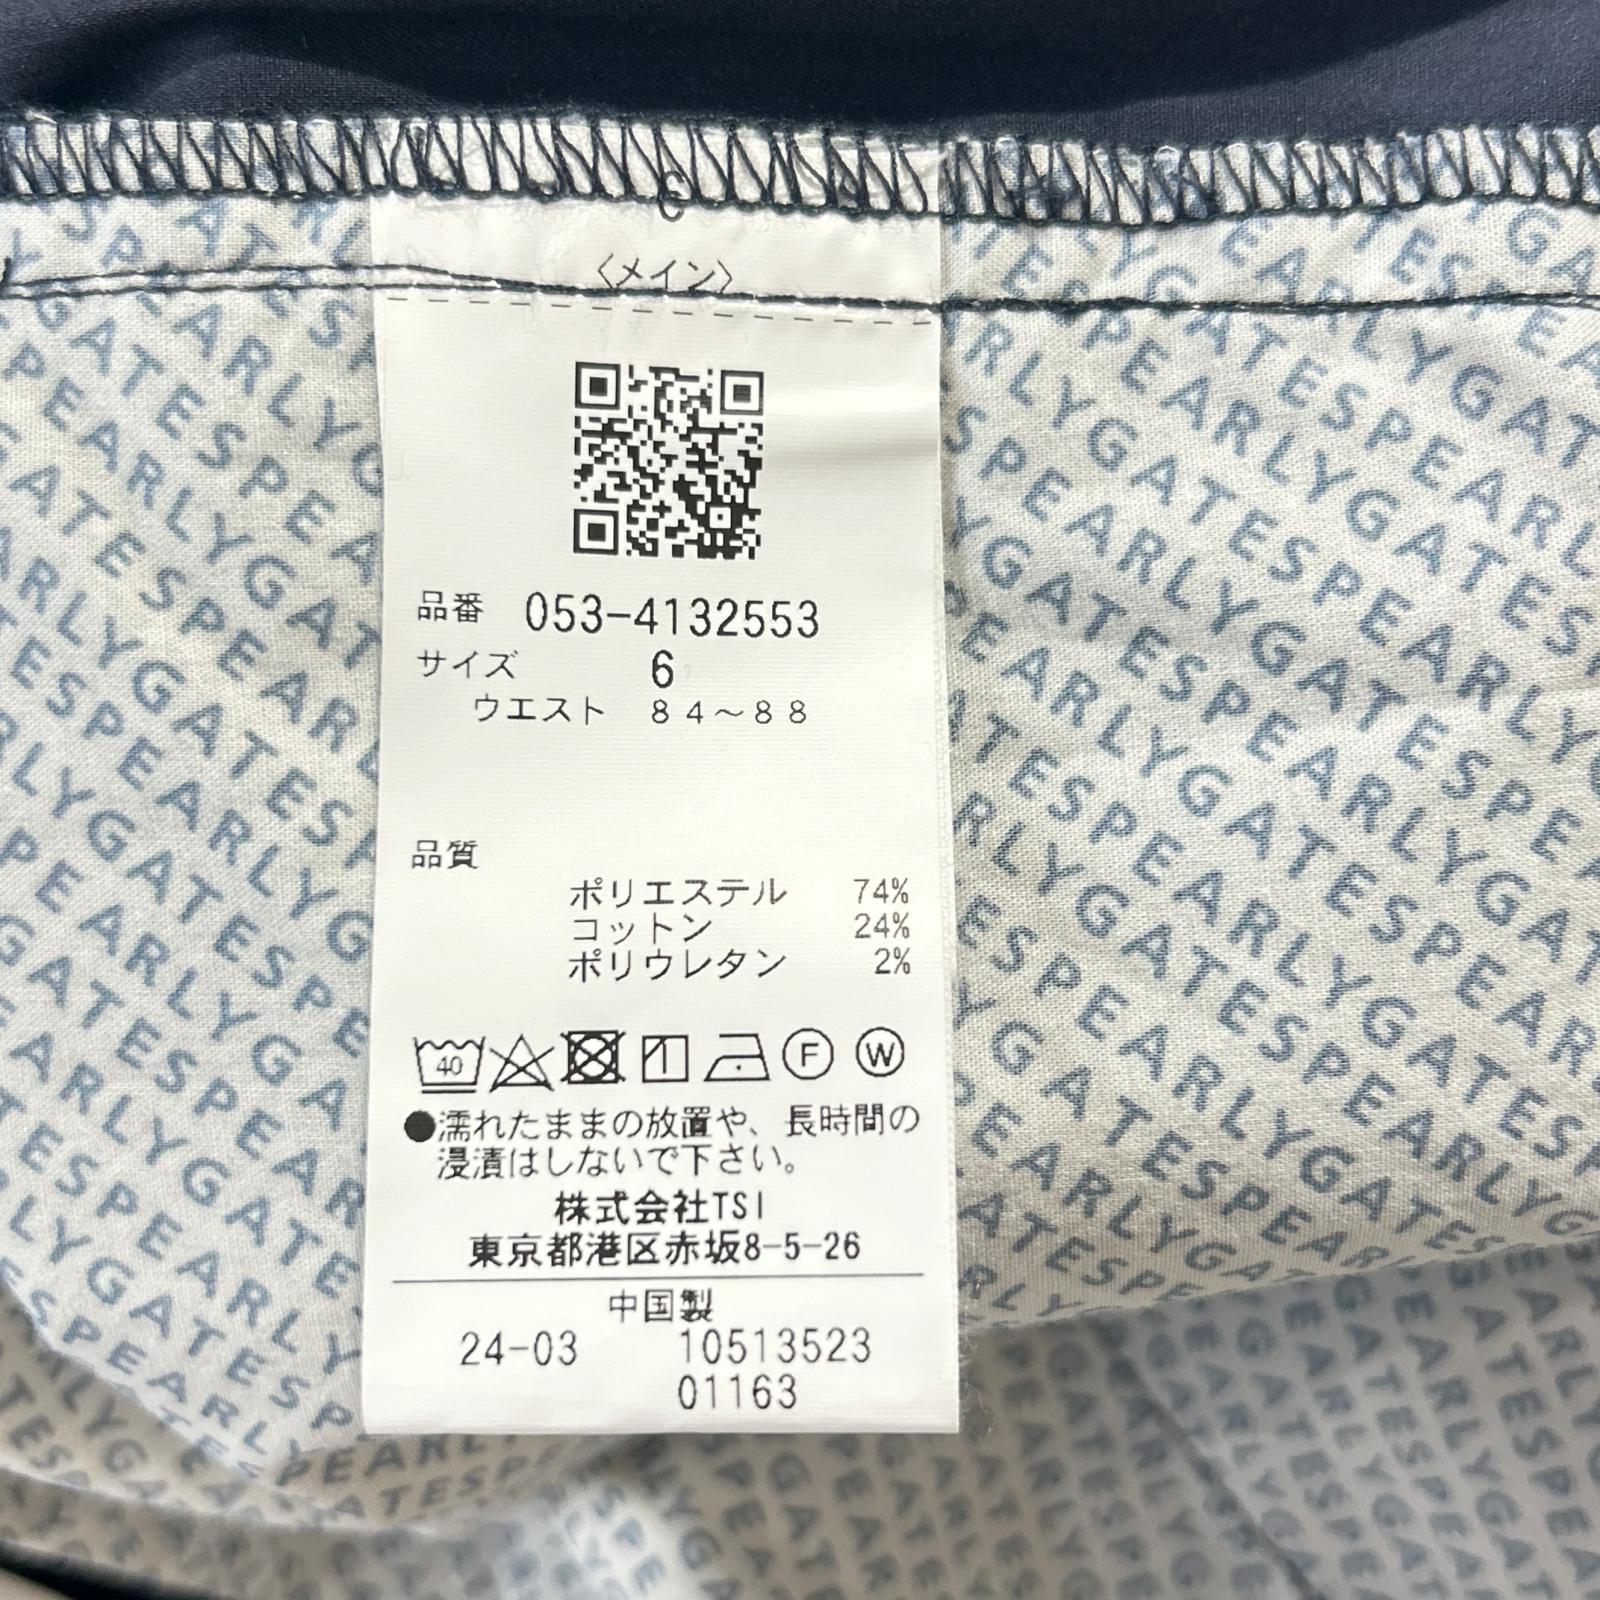 〈メイン〉
品番 053-4132553
サイズ 6
ウエスト 84～88
品質
ポリエステル 74%
コットン 24%
ポリウレタン 2%
40 F W
●濡れたままの放置や、長時間の
浸漬はしないで下さい。
株式会社TSI
東京都港区赤坂8-5-26
中国製
24-03 10513523
01163
PEARLYGATES